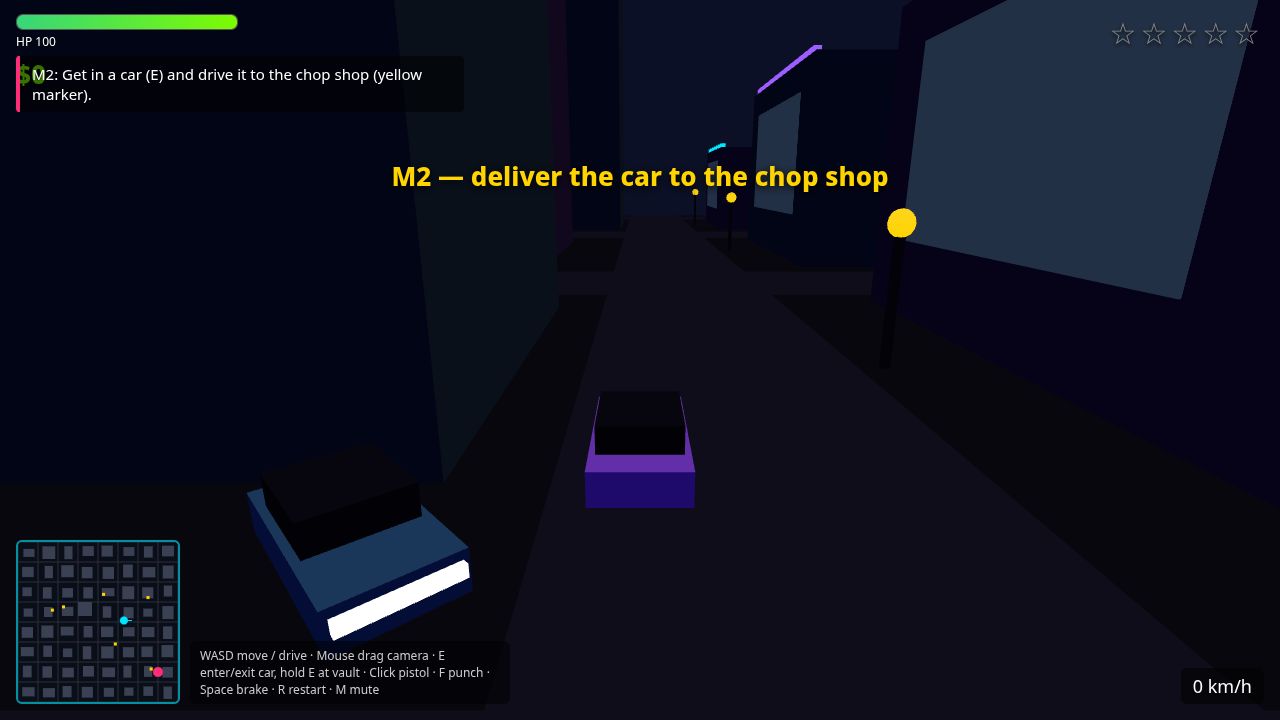 HP 100
☆ ☆ ☆ ☆ ☆
$0
M2: Get in a car (E) and drive it to the chop shop (yellow
marker).
M2 — deliver the car to the chop shop
WASD move / drive · Mouse drag camera · E
enter/exit car, hold E at vault · Click pistol · F punch ·
Space brake · R restart · M mute
0 km/h